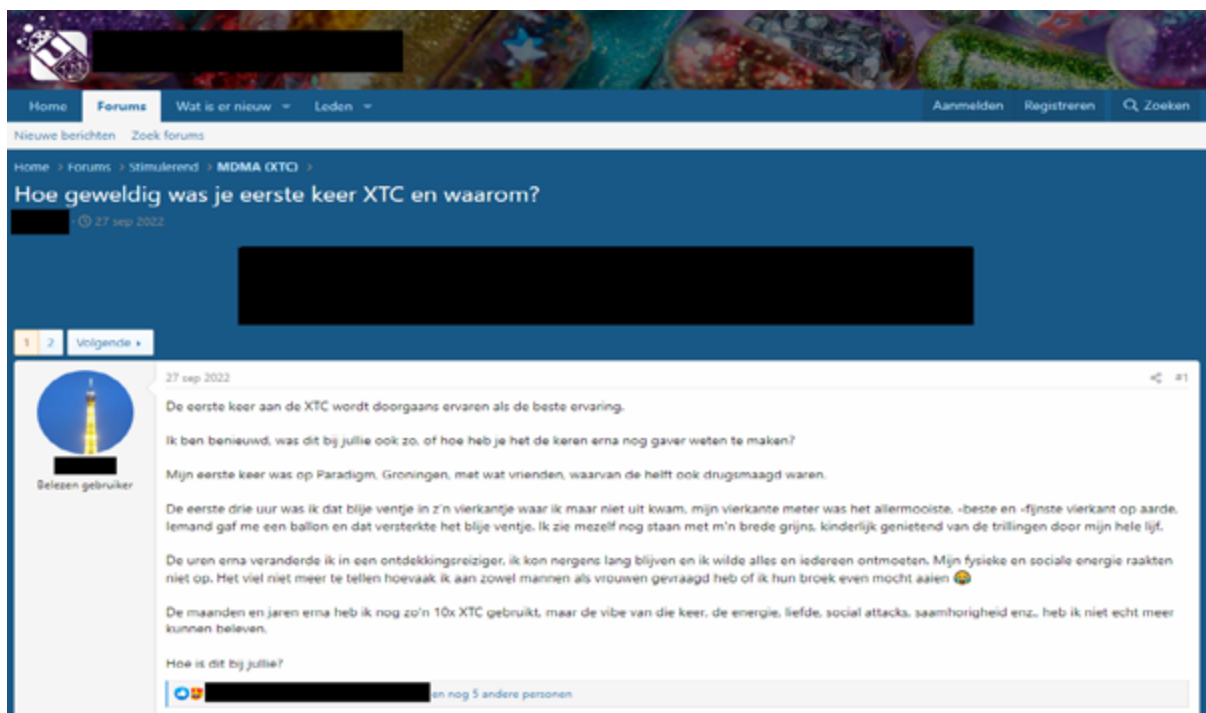 Home Forums Wat is er nieuw Leden Aanmelden Registreren Zoeken
Nieuwe berichten Zoek forums
Home > Forums > Stimulerend > MDMA (XTC) >
Hoe geweldig was je eerste keer XTC en waarom?
27 sep 2022
1 2 Volgende
27 sep 2022 #1
De eerste keer aan de XTC wordt doorgaans ervaren als de beste ervaring.
Ik ben benieuwd, was dit bij jullie ook zo, of hoe heb je het de keren erna nog gaver weten te maken?
Mijn eerste keer was op Paradigm, Groningen, met wat vrienden, waarvan de helft ook drugsmaagd waren.
Belezen gebruiker
De eerste drie uur was ik dat blije ventje in z'n vierkantje waar ik maar niet uit kwam, mijn vierkante meter was het allermooiste, -beste en -fijnste vierkant op aarde.
Iemand gaf me een ballon en dat versterkte het blije ventje. Ik zie mezelf nog staan met m'n brede grijns, kinderlijk genietend van de trillingen door mijn hele lijf.
De uren erna veranderde ik in een ontdekkingsreiziger, ik kon nergens lang blijven en ik wilde alles en iedereen ontmoeten. Mijn fysieke en sociale energie raakten
niet op. Het viel niet meer te tellen hoevaak ik aan zowel mannen als vrouwen gevraagd heb of ik hun broek even mocht aaien 😂
De maanden en jaren erna heb ik nog zo'n 10x XTC gebruikt, maar de vibe van die keer, de energie, liefde, social attacks, saamhorigheid enz., heb ik niet echt meer
kunnen beleven.
Hoe is dit bij jullie?
en nog 5 andere personen